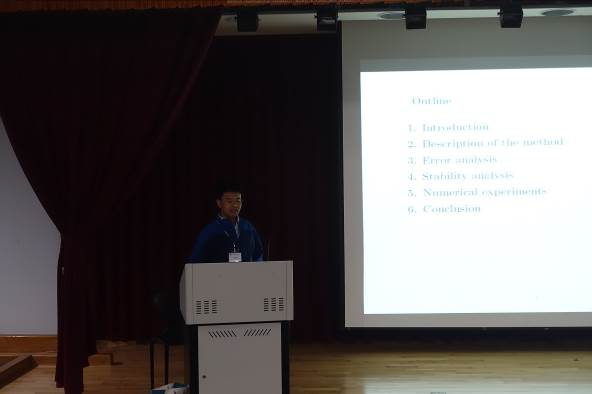 Outline
1. Introduction
2. Description of the method
3. Error analysis
4. Stability analysis
5. Numerical experiments
6. Conclusion